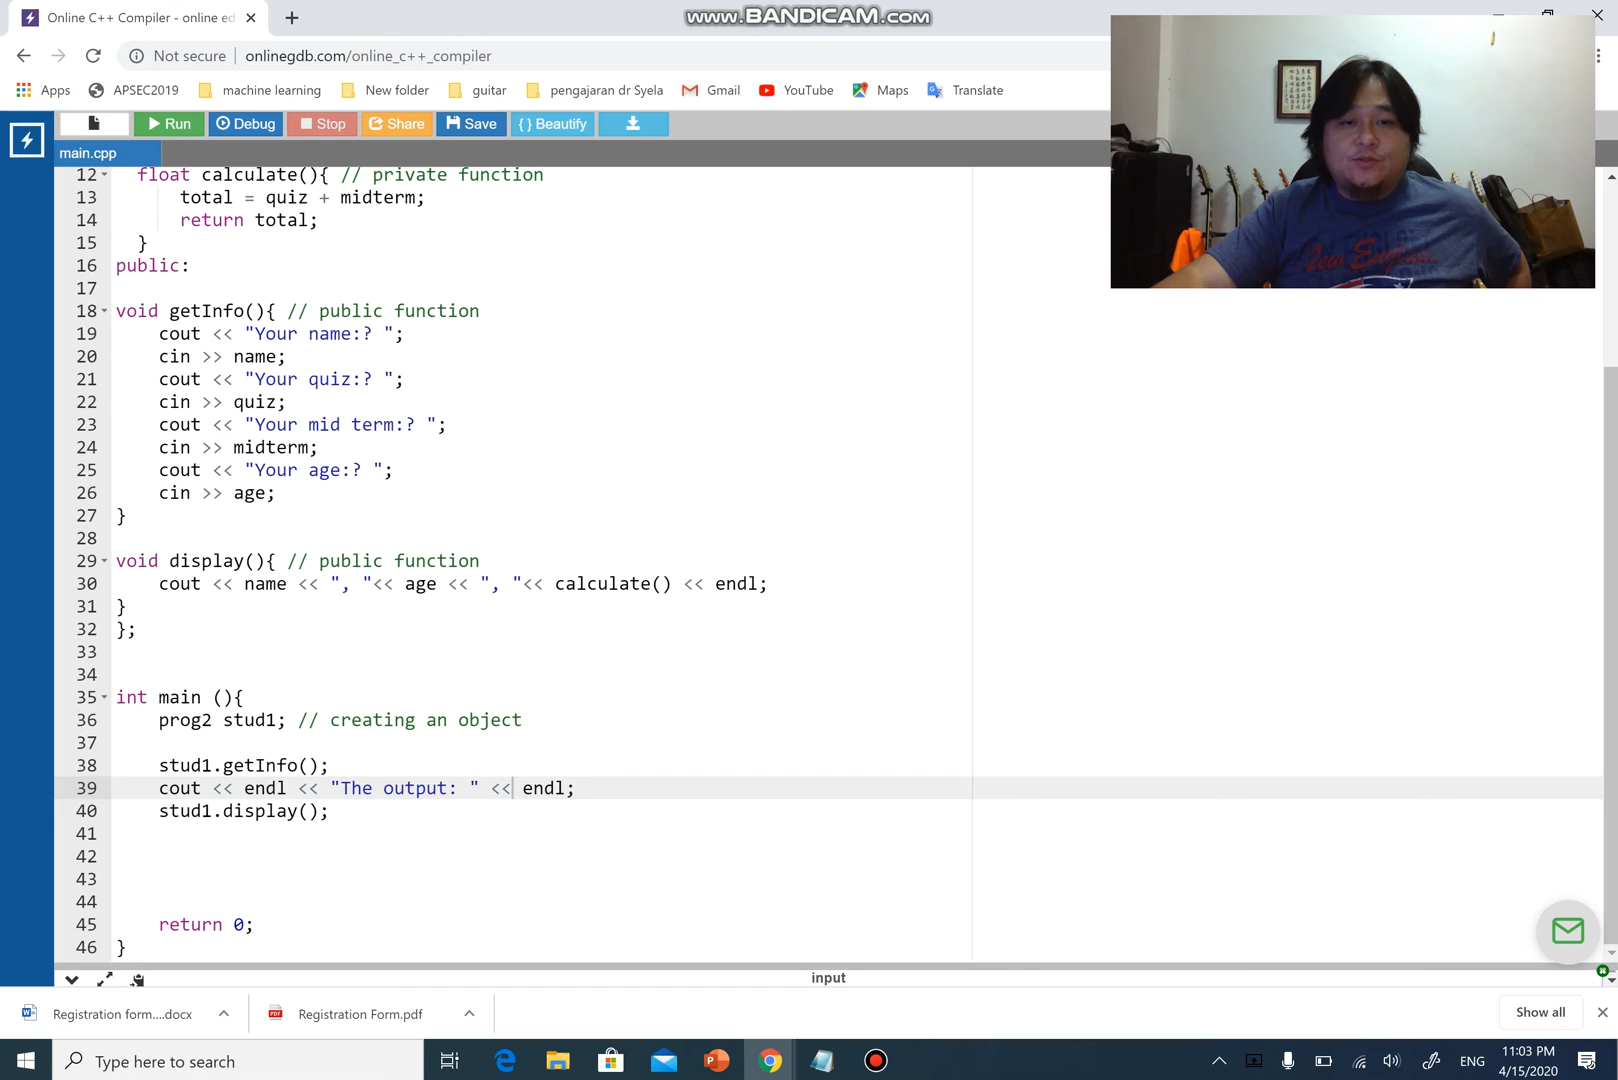 Online C++ Compiler - online ed
www.BANDICAM.com
Not secure
onlinegdb.com/online_c++_compiler
Apps
APSEC2019
machine learning
New folder
guitar
pengajaran dr Syela
Gmail
YouTube
Maps
Translate
Run
Debug
Stop
Share
Save
{ } Beautify
main.cpp
12 float calculate(){ // private function
13 total = quiz + midterm;
14 return total;
15 }
16 public:
17
18 void getInfo(){ // public function
19 cout << "Your name:? ";
20 cin >> name;
21 cout << "Your quiz:? ";
22 cin >> quiz;
23 cout << "Your mid term:? ";
24 cin >> midterm;
25 cout << "Your age:? ";
26 cin >> age;
27 }
28
29 void display(){ // public function
30 cout << name << ", "<< age << ", "<< calculate() << endl;
31 }
32 };
33
34
35 int main (){
36 prog2 stud1; // creating an object
37
38 stud1.getInfo();
39 cout << endl << "The output: " << endl;
40 stud1.display();
41
42
43
44
45 return 0;
46 }
input
Registration form....docx
Registration Form.pdf
Show all
Type here to search
ENG
11:03 PM
4/15/2020
New England